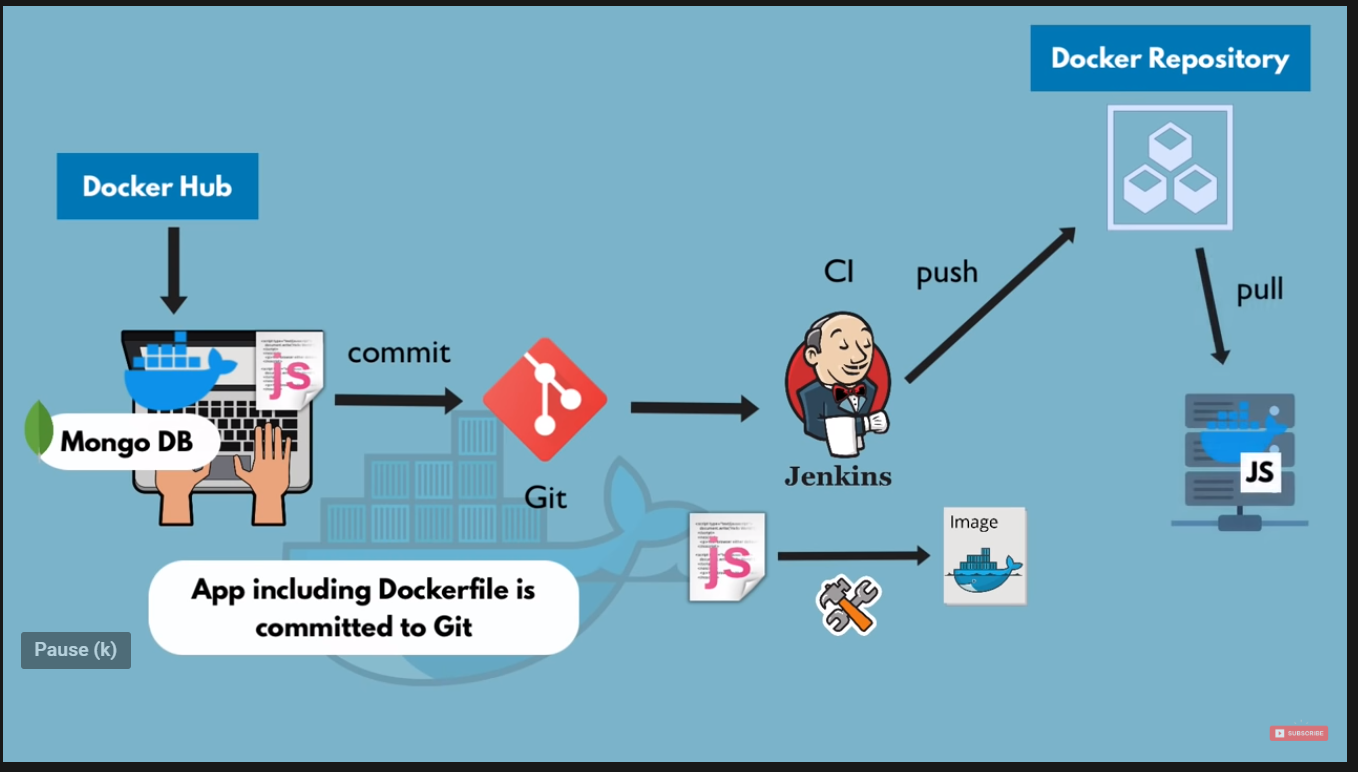 Docker Repository
Docker Hub
CI
push
pull
commit
js
Mongo DB
JS
Jenkins
Git
Image
js
App including Dockerfile is
committed to Git
Pause (k)
SUBSCRIBE